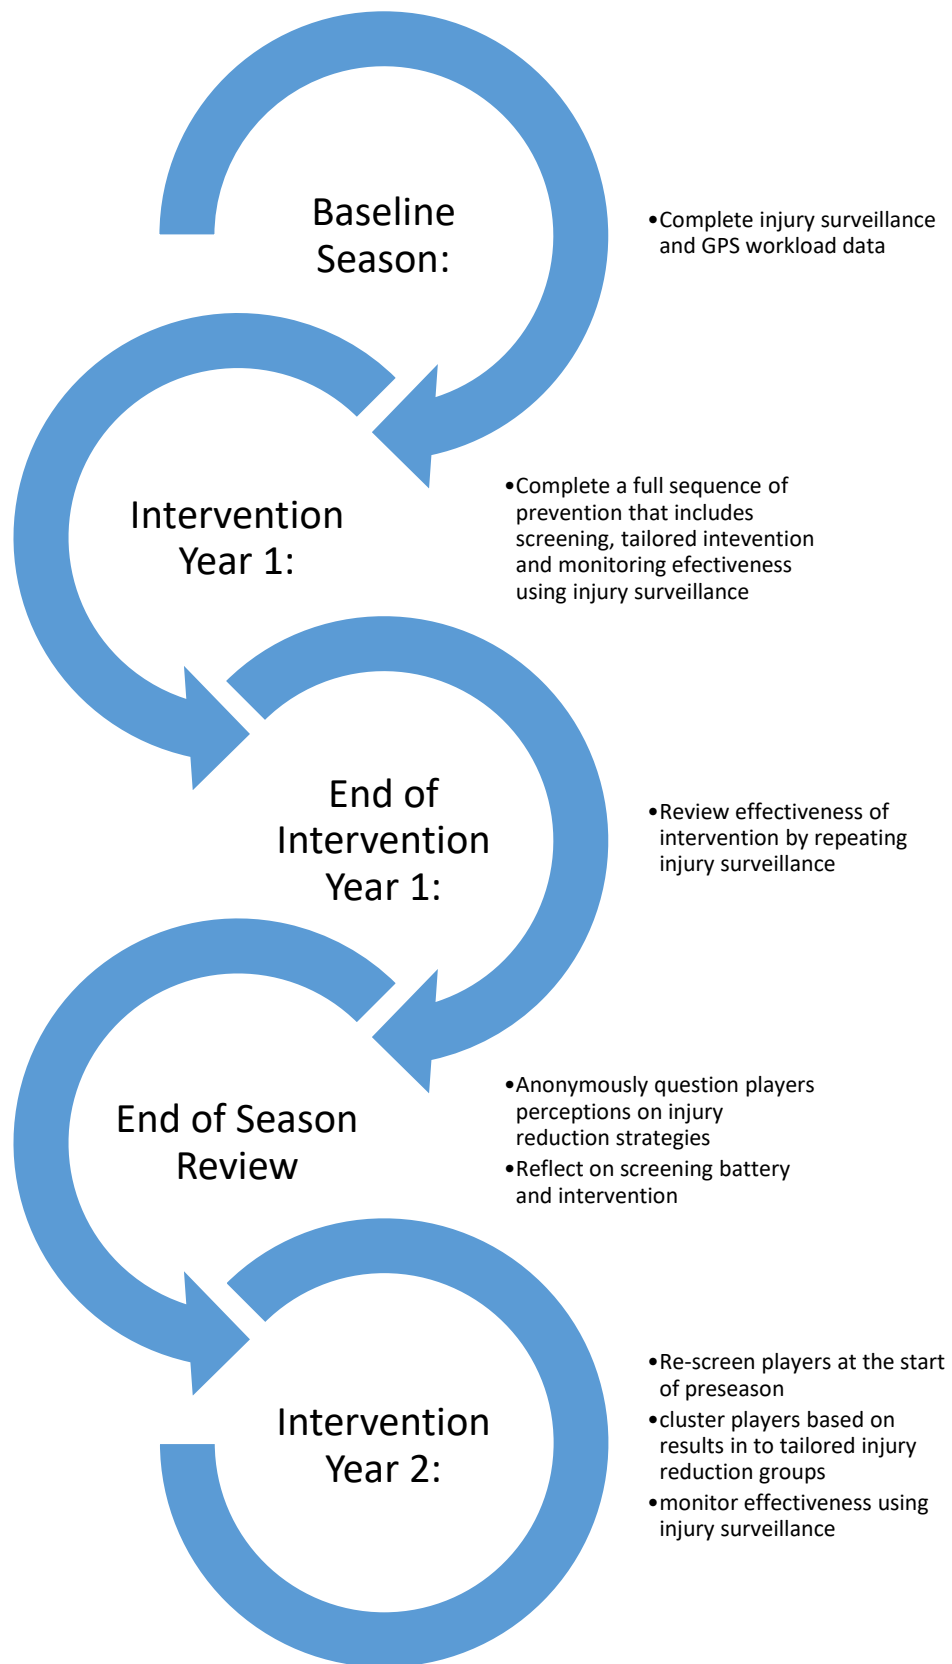 Baseline
Season:
•Complete injury surveillance
and GPS workload data
Intervention
Year 1:
•Complete a full sequence of
prevention that includes
screening, tailored intevention
and monitoring efectiveness
using injury surveillance
End of
Intervention
Year 1:
•Review effectiveness of
intervention by repeating
injury surveillance
End of Season
Review
•Anonymously question players
perceptions on injury
reduction strategies
•Reflect on screening battery
and intervention
Intervention
Year 2:
•Re-screen players at the start
of preseason
•cluster players based on
results in to tailored injury
reduction groups
•monitor effectiveness using
injury surveillance